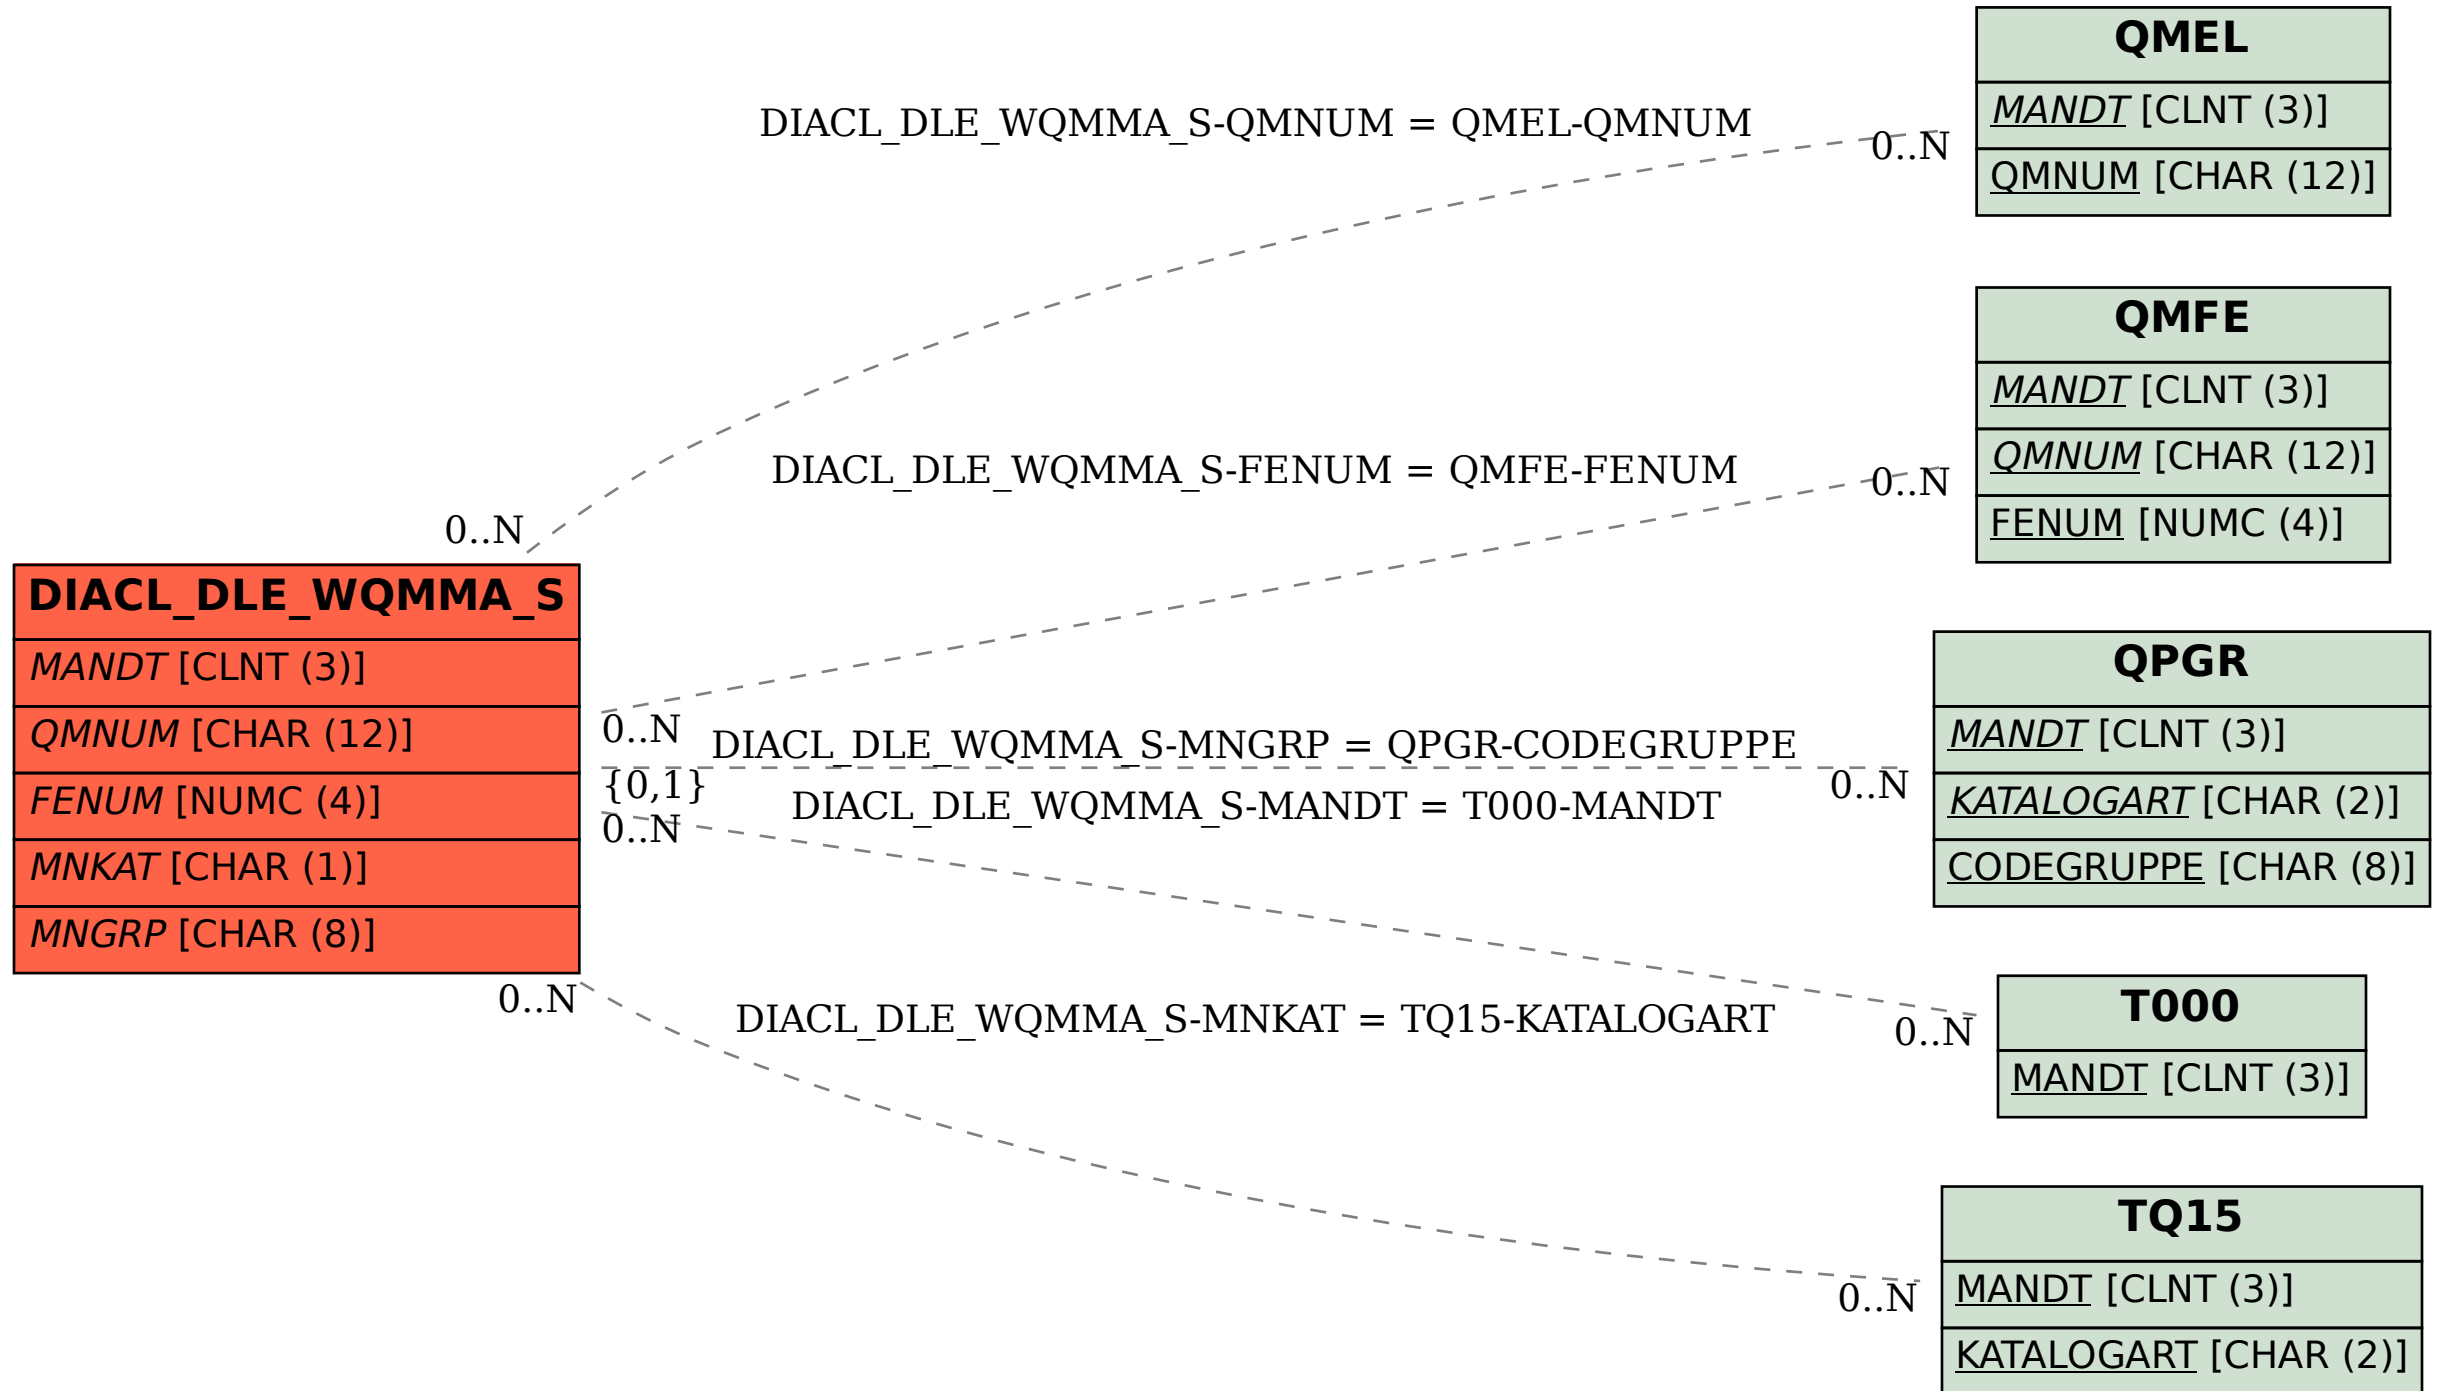 QMEL
MANDT [CLNT (3)]
QMNUM [CHAR (12)]
DIACL_DLE_WQMMA_S-QMNUM = QMEL-QMNUM
0..N
0..N
QMFE
MANDT [CLNT (3)]
QMNUM [CHAR (12)]
FENUM [NUMC (4)]
DIACL_DLE_WQMMA_S-FENUM = QMFE-FENUM
0..N
0..N
DIACL_DLE_WQMMA_S
MANDT [CLNT (3)]
QMNUM [CHAR (12)]
FENUM [NUMC (4)]
MNKAT [CHAR (1)]
MNGRP [CHAR (8)]
DIACL_DLE_WQMMA_S-MNGRP = QPGR-CODEGRUPPE
{0,1}
0..N
QPGR
MANDT [CLNT (3)]
KATALOGART [CHAR (2)]
CODEGRUPPE [CHAR (8)]
DIACL_DLE_WQMMA_S-MANDT = T000-MANDT
0..N
0..N
T000
MANDT [CLNT (3)]
DIACL_DLE_WQMMA_S-MNKAT = TQ15-KATALOGART
0..N
0..N
TQ15
MANDT [CLNT (3)]
KATALOGART [CHAR (2)]